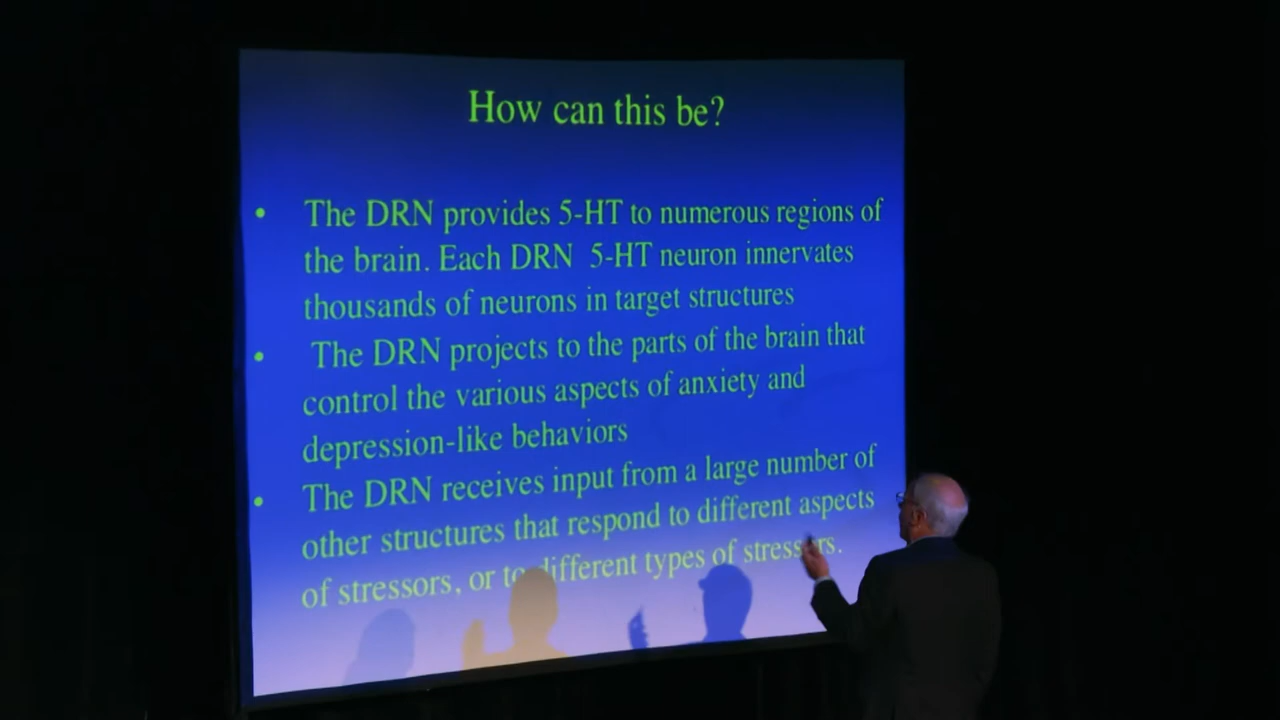 How can this be?
• The DRN provides 5-HT to numerous regions of
the brain. Each DRN 5-HT neuron innervates
thousands of neurons in target structures
• The DRN projects to the parts of the brain that
control the various aspects of anxiety and
depression-like behaviors
• The DRN receives input from a large number of
other structures that respond to different aspects
of stressors, or to different types of stressors.